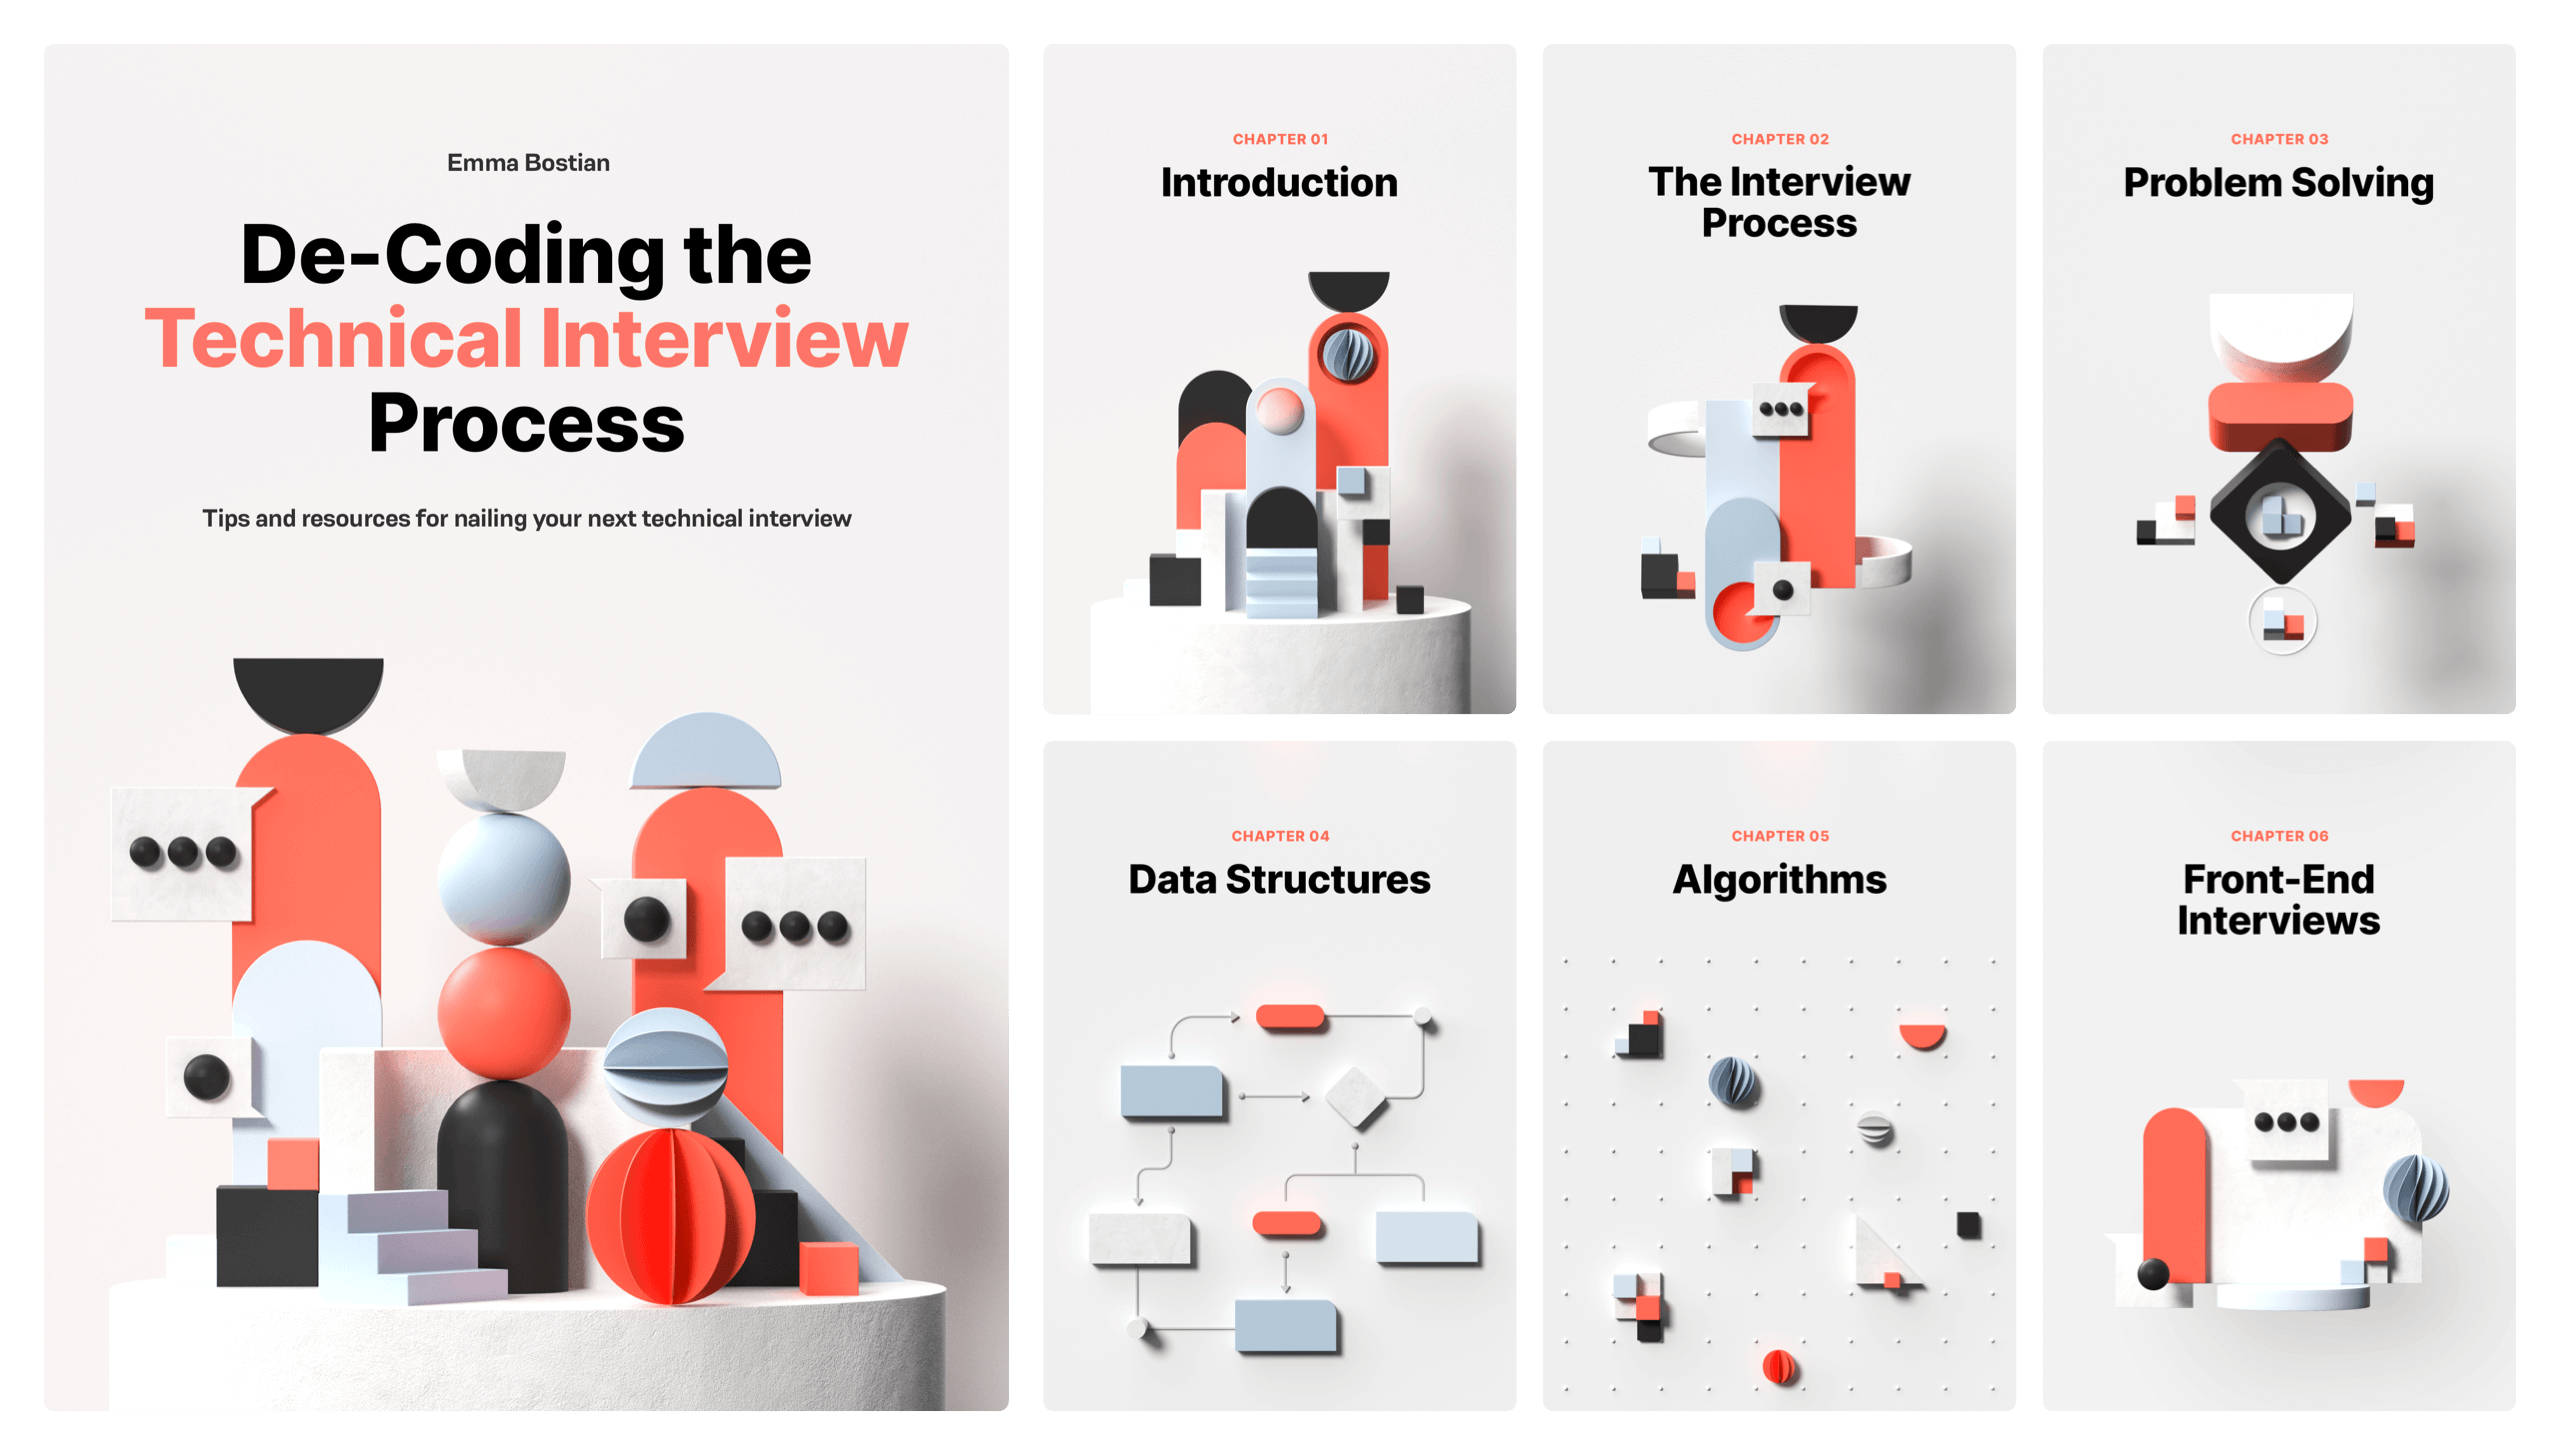 Emma Bostian
De-Coding the
Technical Interview
Process
Tips and resources for nailing your next technical interview
CHAPTER 01
Introduction
CHAPTER 02
The Interview
Process
CHAPTER 03
Problem Solving
CHAPTER 04
Data Structures
CHAPTER 05
Algorithms
CHAPTER 06
Front-End
Interviews